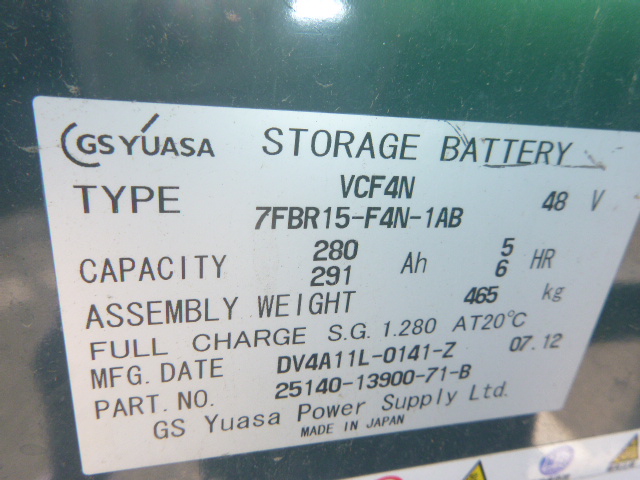 GS YUASA STORAGE BATTERY
TYPE VCF4N 48 V
7FBR15-F4N-1AB
CAPACITY 280 Ah 5 HR
291 6
ASSEMBLY WEIGHT 465 kg
FULL CHARGE S.G. 1.280 AT20℃
MFG. DATE DV4A11L-0141-Z 07.12
PART. NO. 25140-13900-71-B
GS Yuasa Power Supply Ltd.
MADE IN JAPAN